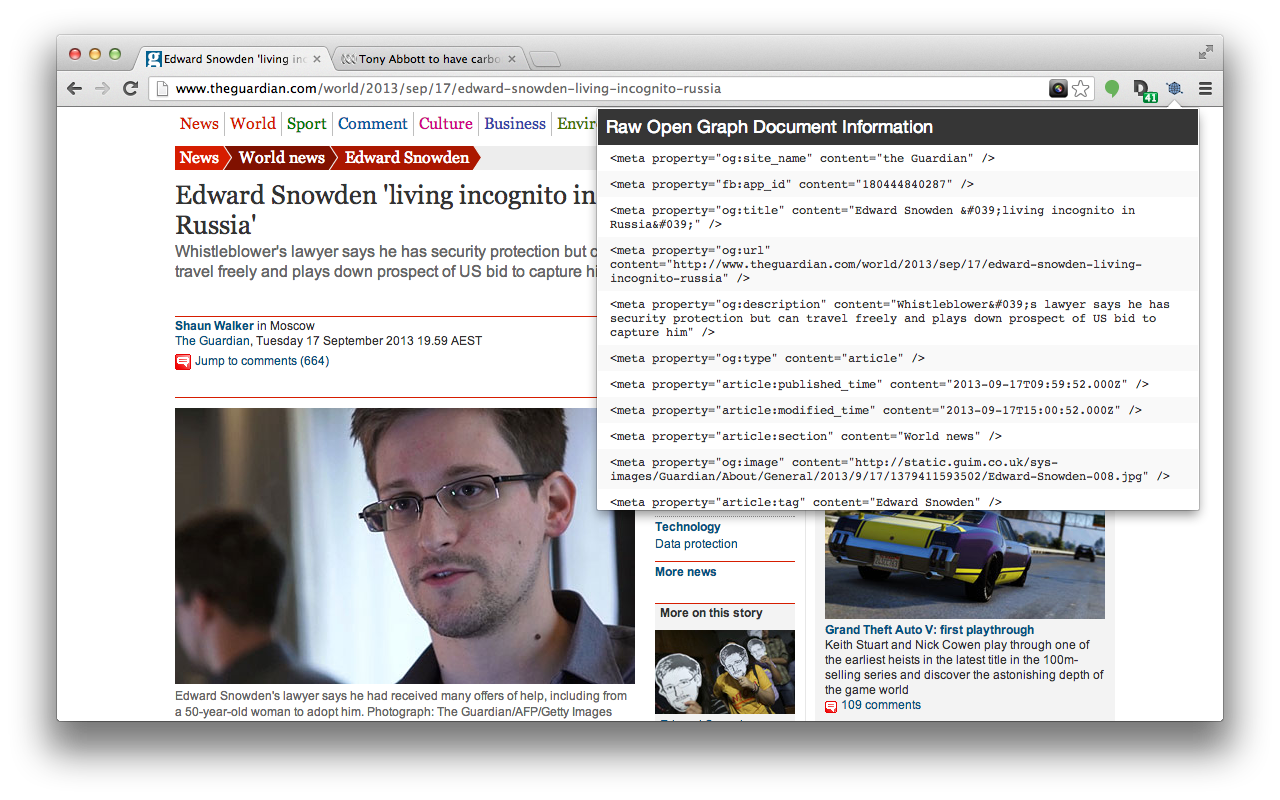 Edward Snowden 'living inc
Tony Abbott to have carbo
www.theguardian.com/world/2013/sep/17/edward-snowden-living-incognito-russia
41
News World Sport Comment Culture Business Envir
News World news Edward Snowden
Edward Snowden 'living incognito in
Russia'
Whistleblower's lawyer says he has security protection but c
travel freely and plays down prospect of US bid to capture hi
Shaun Walker in Moscow
The Guardian, Tuesday 17 September 2013 19.59 AEST
Jump to comments (664)
Raw Open Graph Document Information
<meta property="og:site_name" content="the Guardian" />
<meta property="fb:app_id" content="180444840287" />
<meta property="og:title" content="Edward Snowden &#039;living incognito in
Russia&#039;" />
<meta property="og:url"
content="http://www.theguardian.com/world/2013/sep/17/edward-snowden-living-
incognito-russia" />
<meta property="og:description" content="Whistleblower&#039;s lawyer says he has
security protection but can travel freely and plays down prospect of US bid to
capture him" />
<meta property="og:type" content="article" />
<meta property="article:published_time" content="2013-09-17T09:59:52.000Z" />
<meta property="article:modified_time" content="2013-09-17T15:00:52.000Z" />
<meta property="article:section" content="World news" />
<meta property="og:image" content="http://static.guim.co.uk/sys-
images/Guardian/About/General/2013/9/17/1379411593502/Edward-Snowden-008.jpg" />
<meta property="article:tag" content="Edward Snowden" />
Edward Snowden's lawyer says he had received many offers of help, including from
a 50-year-old woman to adopt him. Photograph: The Guardian/AFP/Getty Images
Technology
Data protection
More news
More on this story
Grand Theft Auto V: first playthrough
Keith Stuart and Nick Cowen play through one of
the earliest heists in the latest title in the 100m-
selling series and discover the astonishing depth of
the game world
109 comments